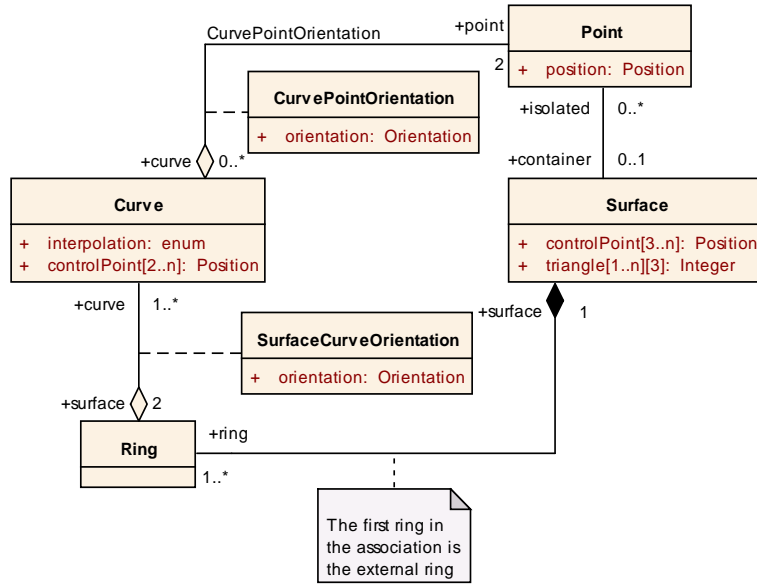 CurvePointOrientation
+point
2
Point
+ position: Position
CurvePointOrientation
+ orientation: Orientation
+isolated
0..*
+curve
0..*
+container
0..1
Curve
+ interpolation: enum
+ controlPoint[2..n]: Position
Surface
+ controlPoint[3..n]: Position
+ triangle[1..n][3]: Integer
+curve
1..*
+surface
1
SurfaceCurveOrientation
+ orientation: Orientation
+surface
2
Ring
+ring
1..*
The first ring in
the association is
the external ring